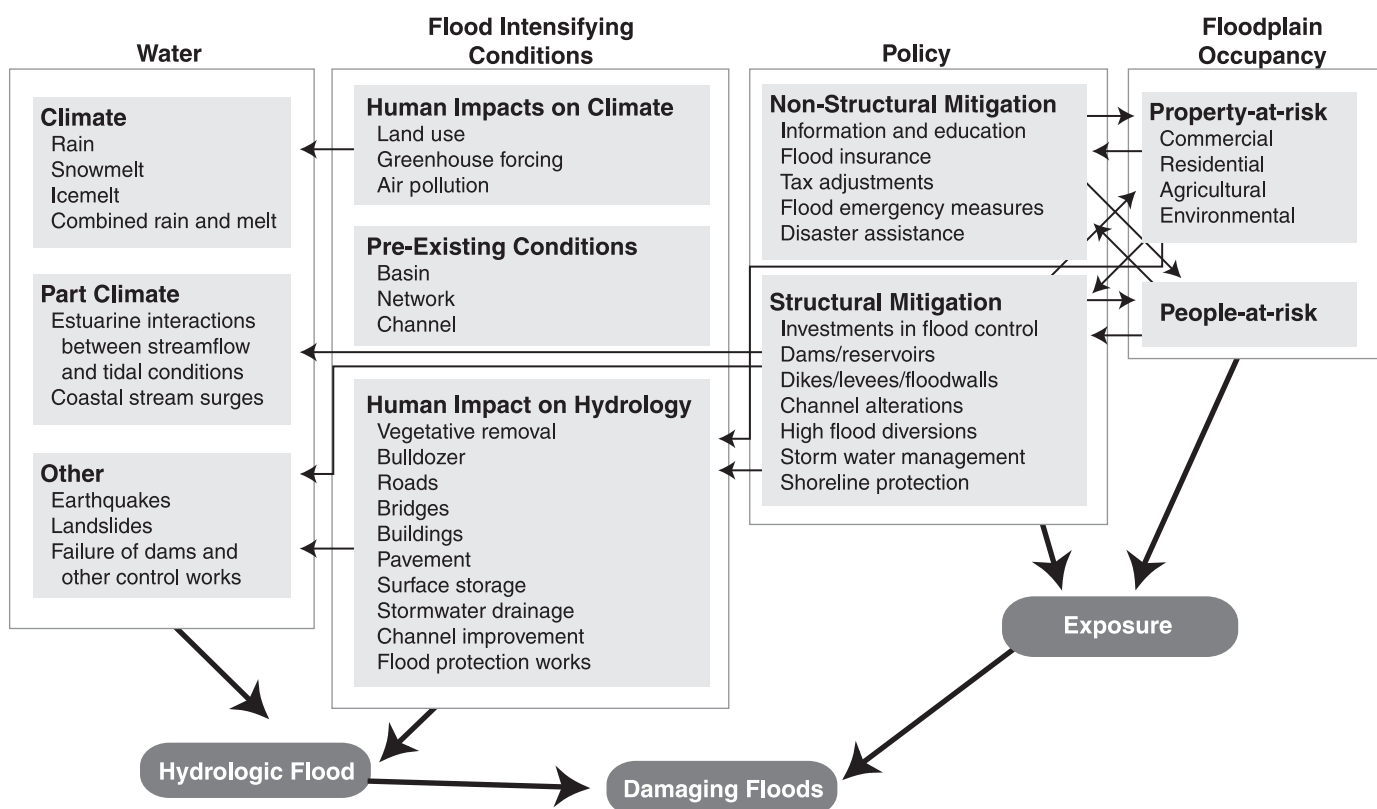 Water
Climate
Rain
Snowmelt
Icemelt
Combined rain and melt
Part Climate
Estuarine interactions
between streamflow
and tidal conditions
Coastal stream surges
Other
Earthquakes
Landslides
Failure of dams and
other control works
Flood Intensifying
Conditions
Human Impacts on Climate
Land use
Greenhouse forcing
Air pollution
Pre-Existing Conditions
Basin
Network
Channel
Human Impact on Hydrology
Vegetative removal
Bulldozer
Roads
Bridges
Buildings
Pavement
Surface storage
Stormwater drainage
Channel improvement
Flood protection works
Policy
Non-Structural Mitigation
Information and education
Flood insurance
Tax adjustments
Flood emergency measures
Disaster assistance
Structural Mitigation
Investments in flood control
Dams/reservoirs
Dikes/levees/floodwalls
Channel alterations
High flood diversions
Storm water management
Shoreline protection
Floodplain
Occupancy
Property-at-risk
Commercial
Residential
Agricultural
Environmental
People-at-risk
Exposure
Hydrologic Flood
Damaging Floods